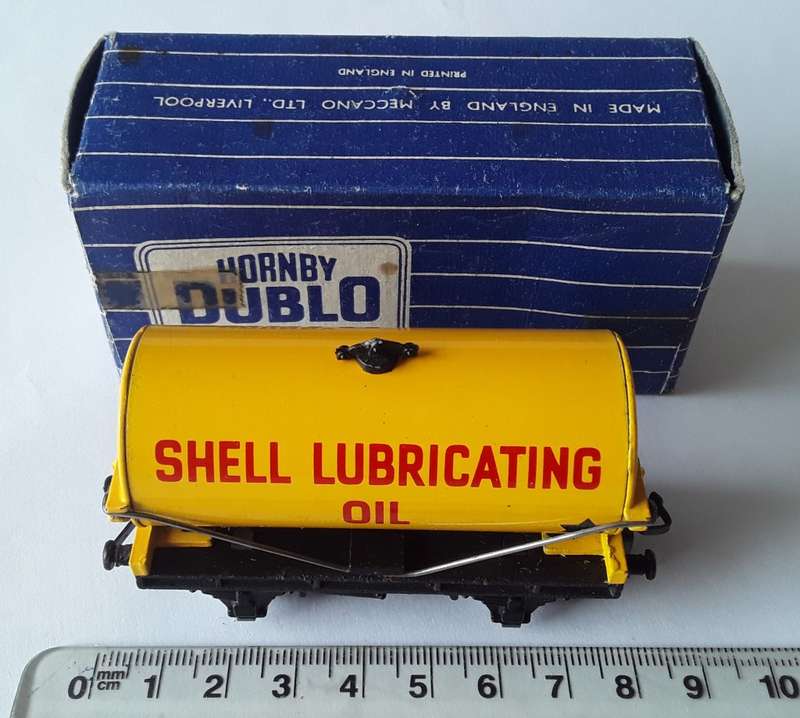 PRINTED IN ENGLAND
MADE IN ENGLAND BY MECCANO LTD., LIVERPOOL
HORNBY
DUBLO
SHELL LUBRICATING
OIL
0 mm 1 2 3 4 5 6 7 8 9 10
cm